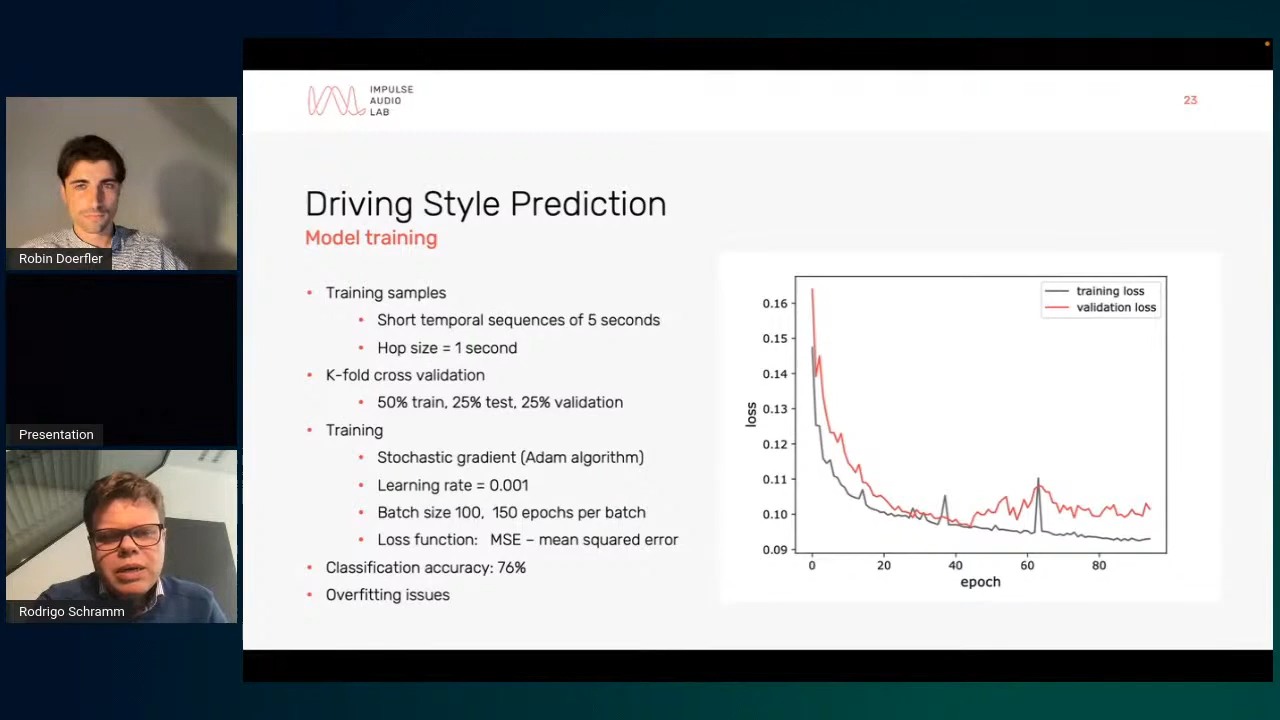 Robin Doerfler
Presentation
Rodrigo Schramm
IMPULSE
AUDIO
LAB
23
Driving Style Prediction
Model training
• Training samples
• Short temporal sequences of 5 seconds
• Hop size = 1 second
• K-fold cross validation
• 50% train, 25% test, 25% validation
• Training
• Stochastic gradient (Adam algorithm)
• Learning rate = 0.001
• Batch size 100, 150 epochs per batch
• Loss function: MSE – mean squared error
• Classification accuracy: 76%
• Overfitting issues
training loss
validation loss
0.16
0.15
0.14
0.13
0.12
0.11
0.10
0.09
loss
0 20 40 60 80
epoch